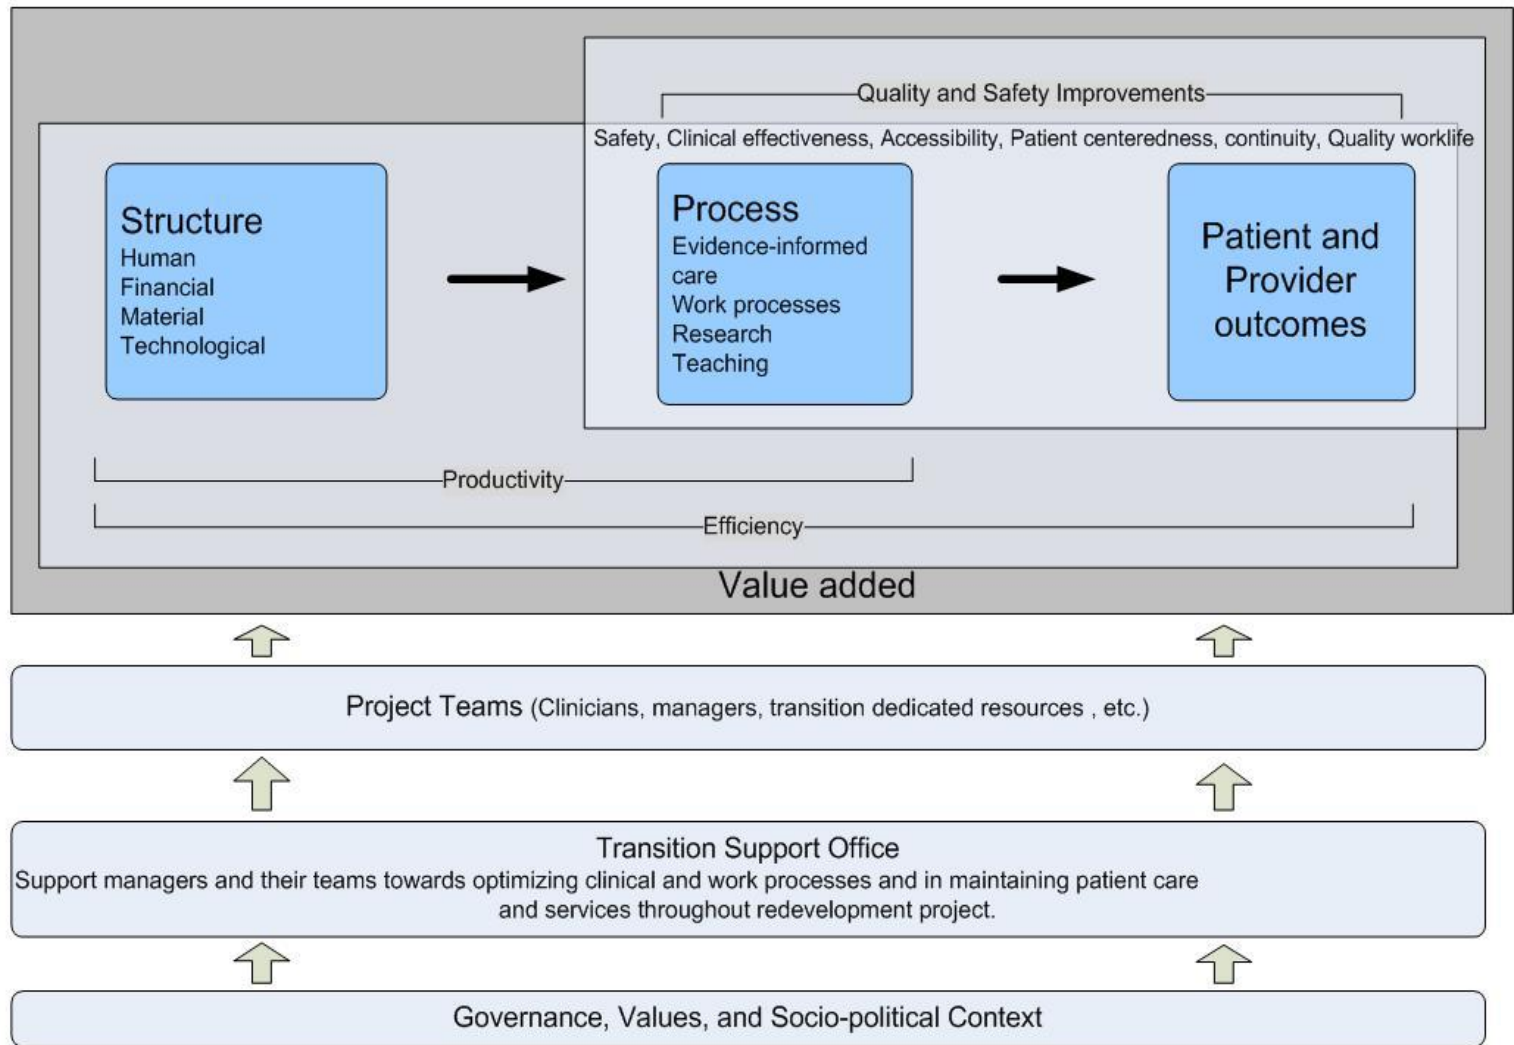 Quality and Safety Improvements
Safety, Clinical effectiveness, Accessibility, Patient centeredness, continuity, Quality worklife
Structure
Human
Financial
Material
Technological
Process
Evidence-informed
care
Work processes
Research
Teaching
Patient and
Provider
outcomes
Productivity
Efficiency
Value added
Project Teams (Clinicians, managers, transition dedicated resources , etc.)
Transition Support Office
Support managers and their teams towards optimizing clinical and work processes and in maintaining patient care
and services throughout redevelopment project.
Governance, Values, and Socio-political Context